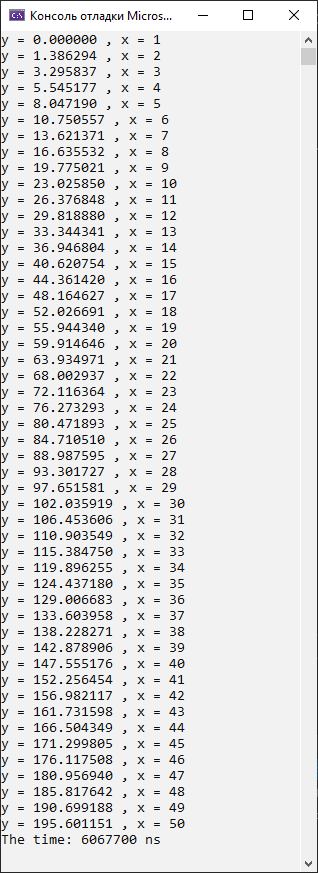 Консоль отладки Micros...
y = 0.000000 , x = 1
y = 1.386294 , x = 2
y = 3.295837 , x = 3
y = 5.545177 , x = 4
y = 8.047190 , x = 5
y = 10.750557 , x = 6
y = 13.621371 , x = 7
y = 16.635532 , x = 8
y = 19.775021 , x = 9
y = 23.025850 , x = 10
y = 26.376848 , x = 11
y = 29.818880 , x = 12
y = 33.344341 , x = 13
y = 36.946804 , x = 14
y = 40.620754 , x = 15
y = 44.361420 , x = 16
y = 48.164627 , x = 17
y = 52.026691 , x = 18
y = 55.944340 , x = 19
y = 59.914646 , x = 20
y = 63.934971 , x = 21
y = 68.002937 , x = 22
y = 72.116364 , x = 23
y = 76.273293 , x = 24
y = 80.471893 , x = 25
y = 84.710510 , x = 26
y = 88.987595 , x = 27
y = 93.301727 , x = 28
y = 97.651581 , x = 29
y = 102.035919 , x = 30
y = 106.453606 , x = 31
y = 110.903549 , x = 32
y = 115.384750 , x = 33
y = 119.896255 , x = 34
y = 124.437180 , x = 35
y = 129.006683 , x = 36
y = 133.603958 , x = 37
y = 138.228271 , x = 38
y = 142.878906 , x = 39
y = 147.555176 , x = 40
y = 152.256454 , x = 41
y = 156.982117 , x = 42
y = 161.731598 , x = 43
y = 166.504349 , x = 44
y = 171.299805 , x = 45
y = 176.117508 , x = 46
y = 180.956940 , x = 47
y = 185.817642 , x = 48
y = 190.699188 , x = 49
y = 195.601151 , x = 50
The time: 6067700 ns